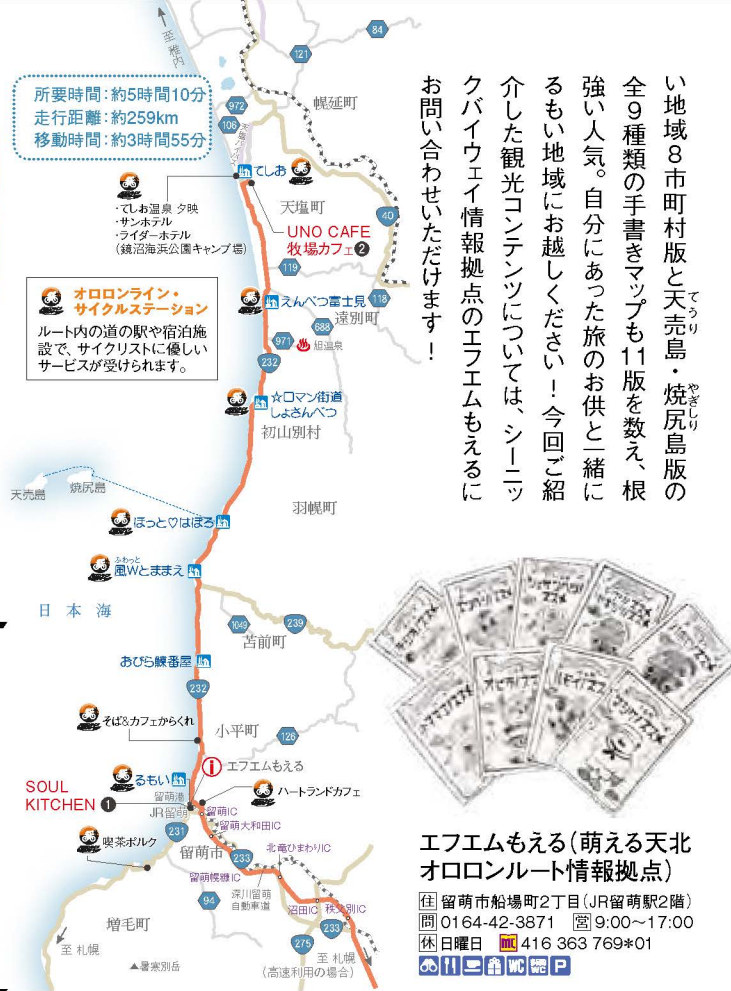 い地域8市町村版と天売島・焼尻島版の
てうり
やぎしり
全9種類の手書きマップも11版を数え、根
強い人気。自分にあった旅のお供と一緒に
るもい地域にお越しください！今回ご紹
介した観光コンテンツについては、シーニッ
クバイウェイ情報拠点のエフエムもえるに
お問い合わせいただけます！
至 稚内
所要時間：約5時間10分
走行距離：約259km
移動時間：約3時間55分
84
121
972
106
幌延町
てしお
・てしお温泉 夕映
・サンホテル
・ライダーホテル
（鏡沼海浜公園キャンプ場）
天塩町
40
UNO CAFE
牧場カフェ❷
119
オロロンライン・
サイクルステーション
ルート内の道の駅や宿泊施
設で、サイクリストに優しい
サービスが受けられます。
えんべつ富士見
118
遠別町
688
971
旭温泉
232
☆ロマン街道
しょさんべつ
初山別村
天売島
焼尻島
羽幌町
ほっと♡はぼろ
ふわっと
風Wとままえ
日本海
1049
239
苫前町
おびら鰊番屋
232
そば&カフェからくれ
小平町
126
エフエムもえる
るもい
SOUL
KITCHEN ❶
留萌港
JR留萌
ハートランドカフェ
留萌IC
留萌大和田IC
喫茶ポルク
231
留萌市
233
北竜ひまわりIC
留萌幌糠IC
94
深川留萌
自動車道
沼田IC
秩父別IC
233
275
増毛町
至 札幌
▲暑寒別岳
至 札幌
（高速利用の場合）
エフエムもえる（萌える天北
オロロンルート情報拠点）
住 留萌市船場町2丁目（JR留萌駅2階）
問 0164-42-3871 営 9:00～17:00
休 日曜日 MC 416 363 769*01
WC
P